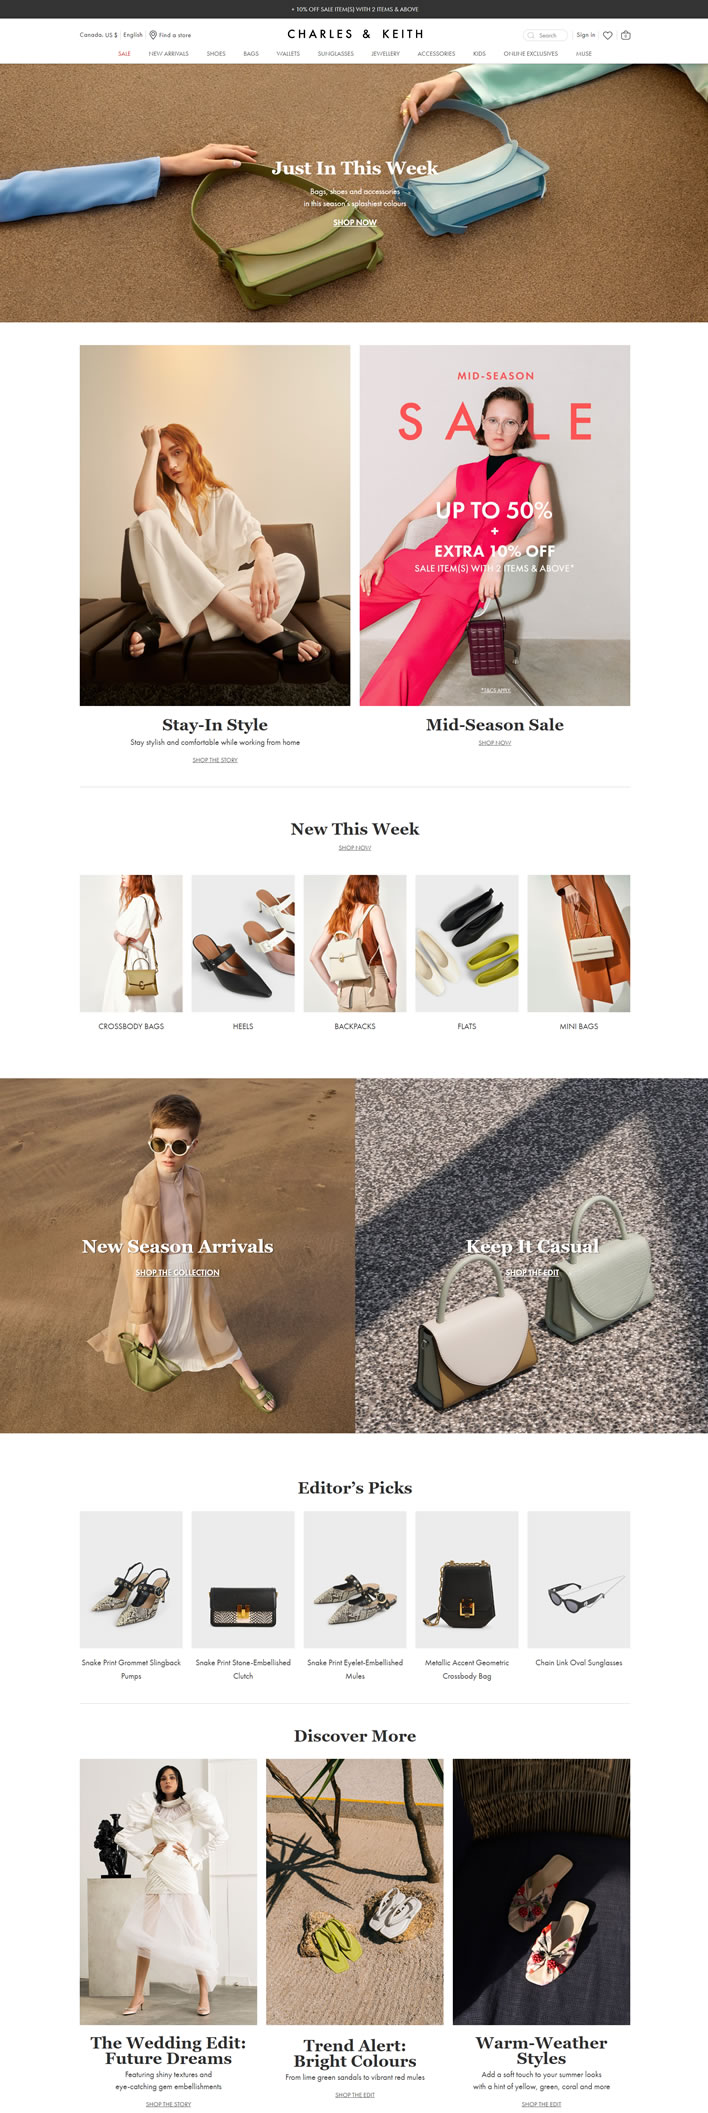 + 10% OFF SALE ITEM(S) WITH 2 ITEMS & ABOVE
Canada, US $
English
Find a store
CHARLES & KEITH
Search
Sign in
0
SALE
NEW ARRIVALS
SHOES
BAGS
WALLETS
SUNGLASSES
JEWELLERY
ACCESSORIES
KIDS
ONLINE EXCLUSIVES
MUSE
Just In This Week
Bags, shoes and accessories
in this season's splashiest colours
SHOP NOW
MID-SEASON
SALE
UP TO 50%
+
EXTRA 10% OFF
SALE ITEM(S) WITH 2 ITEMS & ABOVE*
*T&CS APPLY.
Stay-In Style
Stay stylish and comfortable while working from home
SHOP THE STORY
Mid-Season Sale
SHOP NOW
New This Week
SHOP NOW
CROSSBODY BAGS
HEELS
BACKPACKS
FLATS
MINI BAGS
New Season Arrivals
SHOP THE COLLECTION
Keep It Casual
SHOP THE EDIT
Editor's Picks
Snake Print Grommet Slingback
Pumps
Snake Print Stone-Embellished
Clutch
Snake Print Eyelet-Embellished
Mules
Metallic Accent Geometric
Crossbody Bag
Chain Link Oval Sunglasses
Discover More
The Wedding Edit:
Future Dreams
Featuring shiny textures and
eye-catching gem embellishments
SHOP THE STORY
Trend Alert:
Bright Colours
From lime green sandals to vibrant red mules
SHOP THE EDIT
Warm-Weather
Styles
Add a soft touch to your summer looks
with a hint of yellow, green, coral and more
SHOP THE EDIT